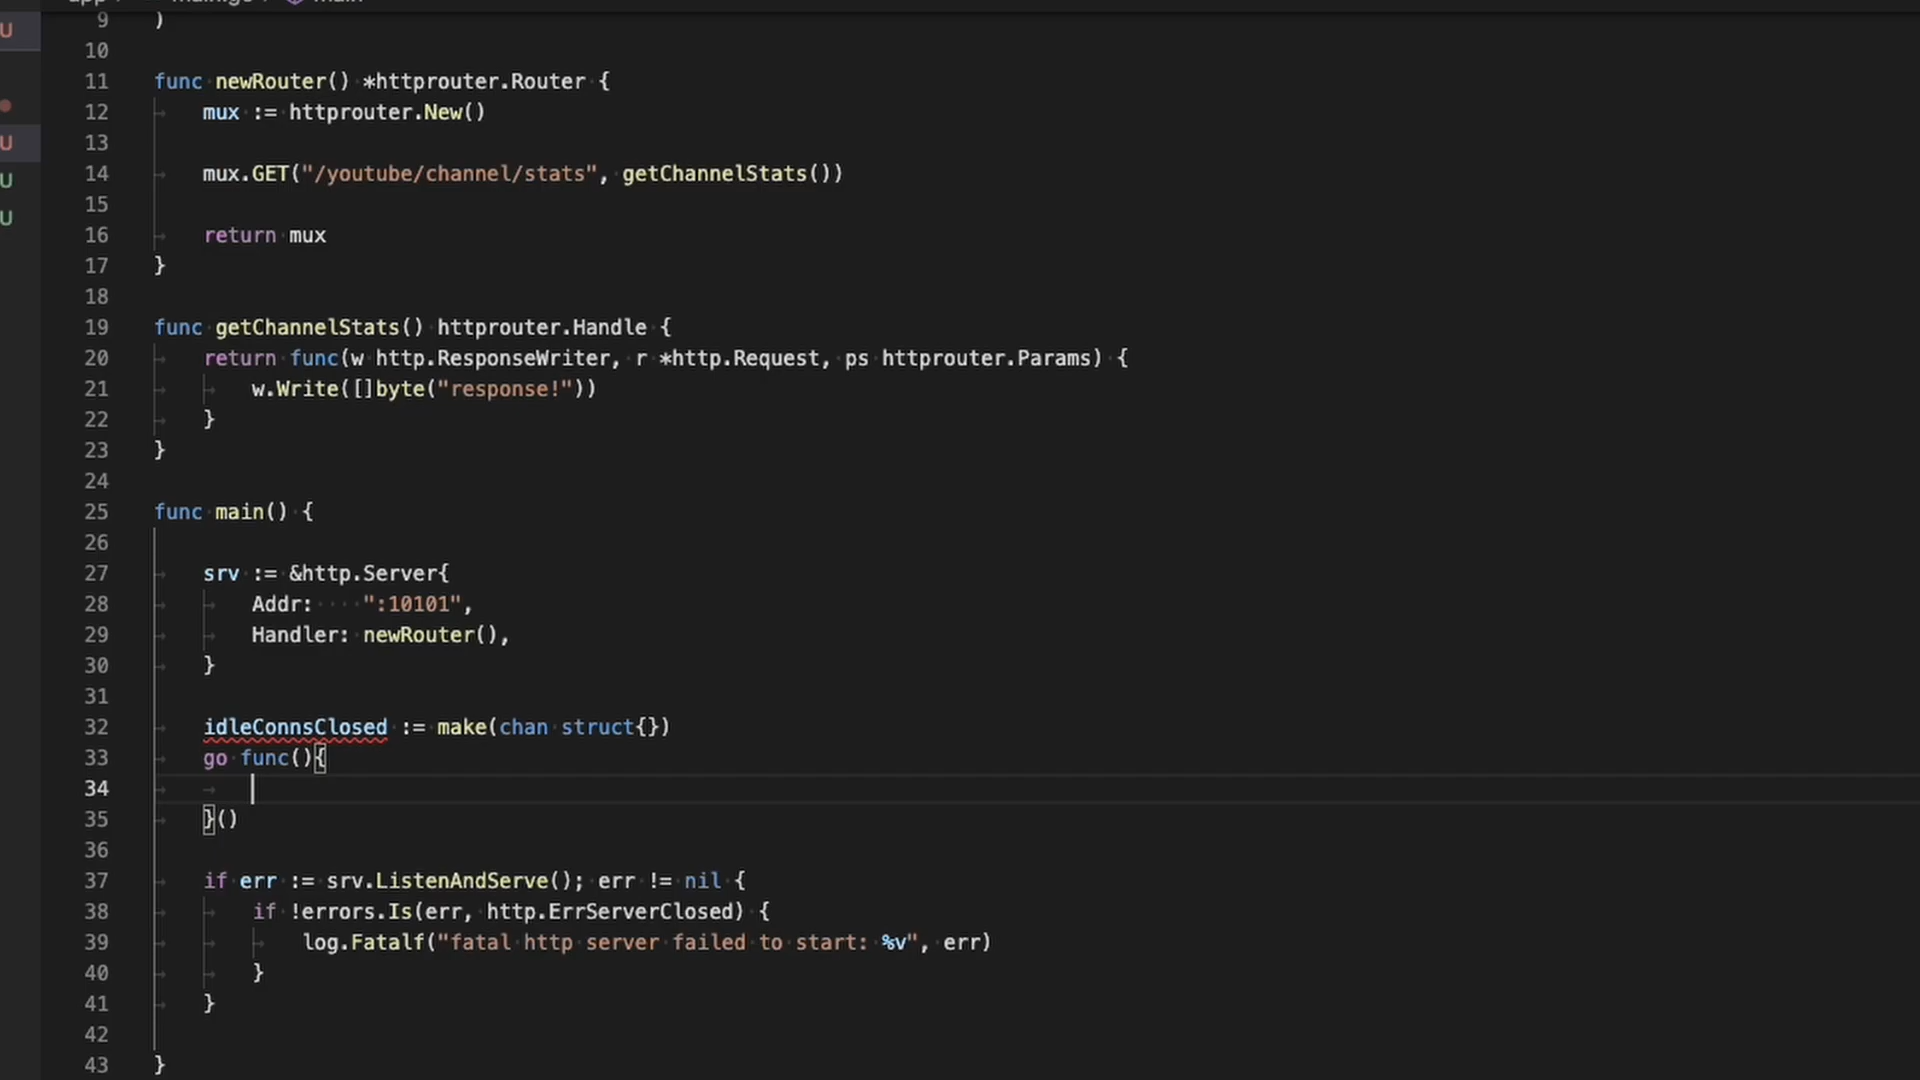 9 )
10
11 func newRouter() *httprouter.Router {
12 mux := httprouter.New()
13
14 mux.GET("/youtube/channel/stats", getChannelStats())
15
16 return mux
17 }
18
19 func getChannelStats() httprouter.Handle {
20 return func(w http.ResponseWriter, r *http.Request, ps httprouter.Params) {
21 w.Write([]byte("response!"))
22 }
23 }
24
25 func main() {
26
27 srv := &http.Server{
28 Addr: ":10101",
29 Handler: newRouter(),
30 }
31
32 idleConnsClosed := make(chan struct{})
33 go func(){
34
35 }()
36
37 if err := srv.ListenAndServe(); err != nil {
38 if !errors.Is(err, http.ErrServerClosed) {
39 log.Fatalf("fatal http server failed to start: %v", err)
40 }
41 }
42
43 }
U
U
U
U